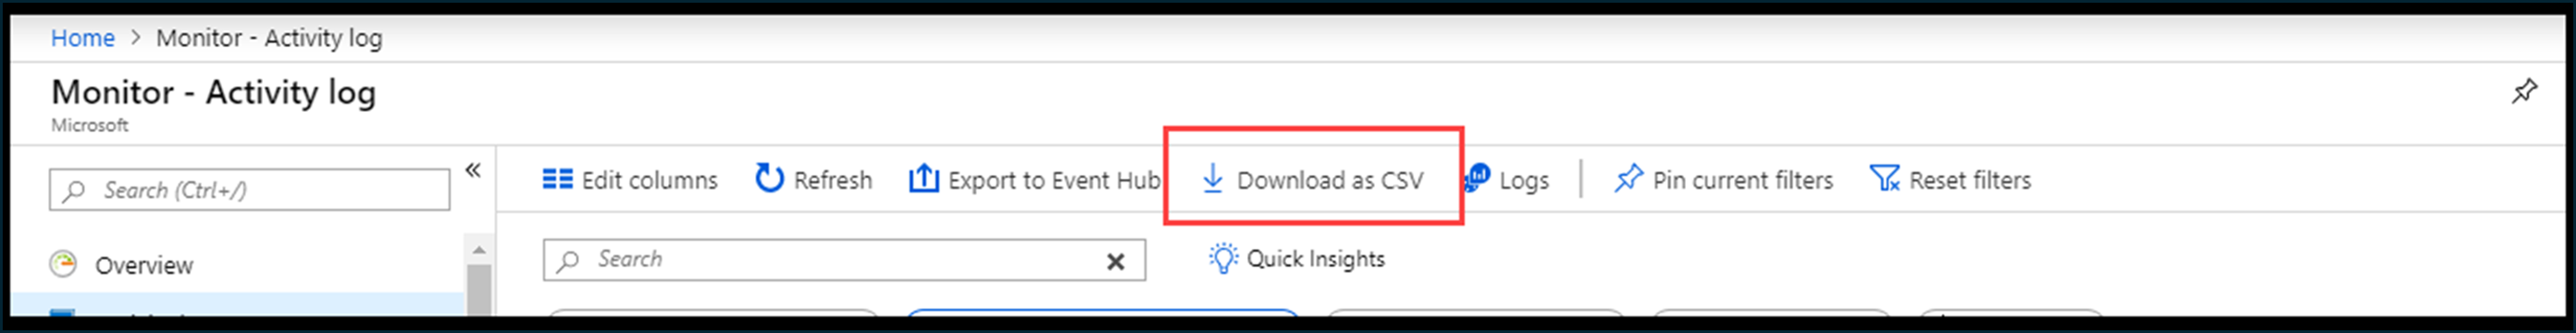 Home > Monitor - Activity log
Monitor - Activity log
Microsoft
Search (Ctrl+/)
Edit columns
Refresh
Export to Event Hub
Download as CSV
Logs
Pin current filters
Reset filters
Overview
Search
Quick Insights